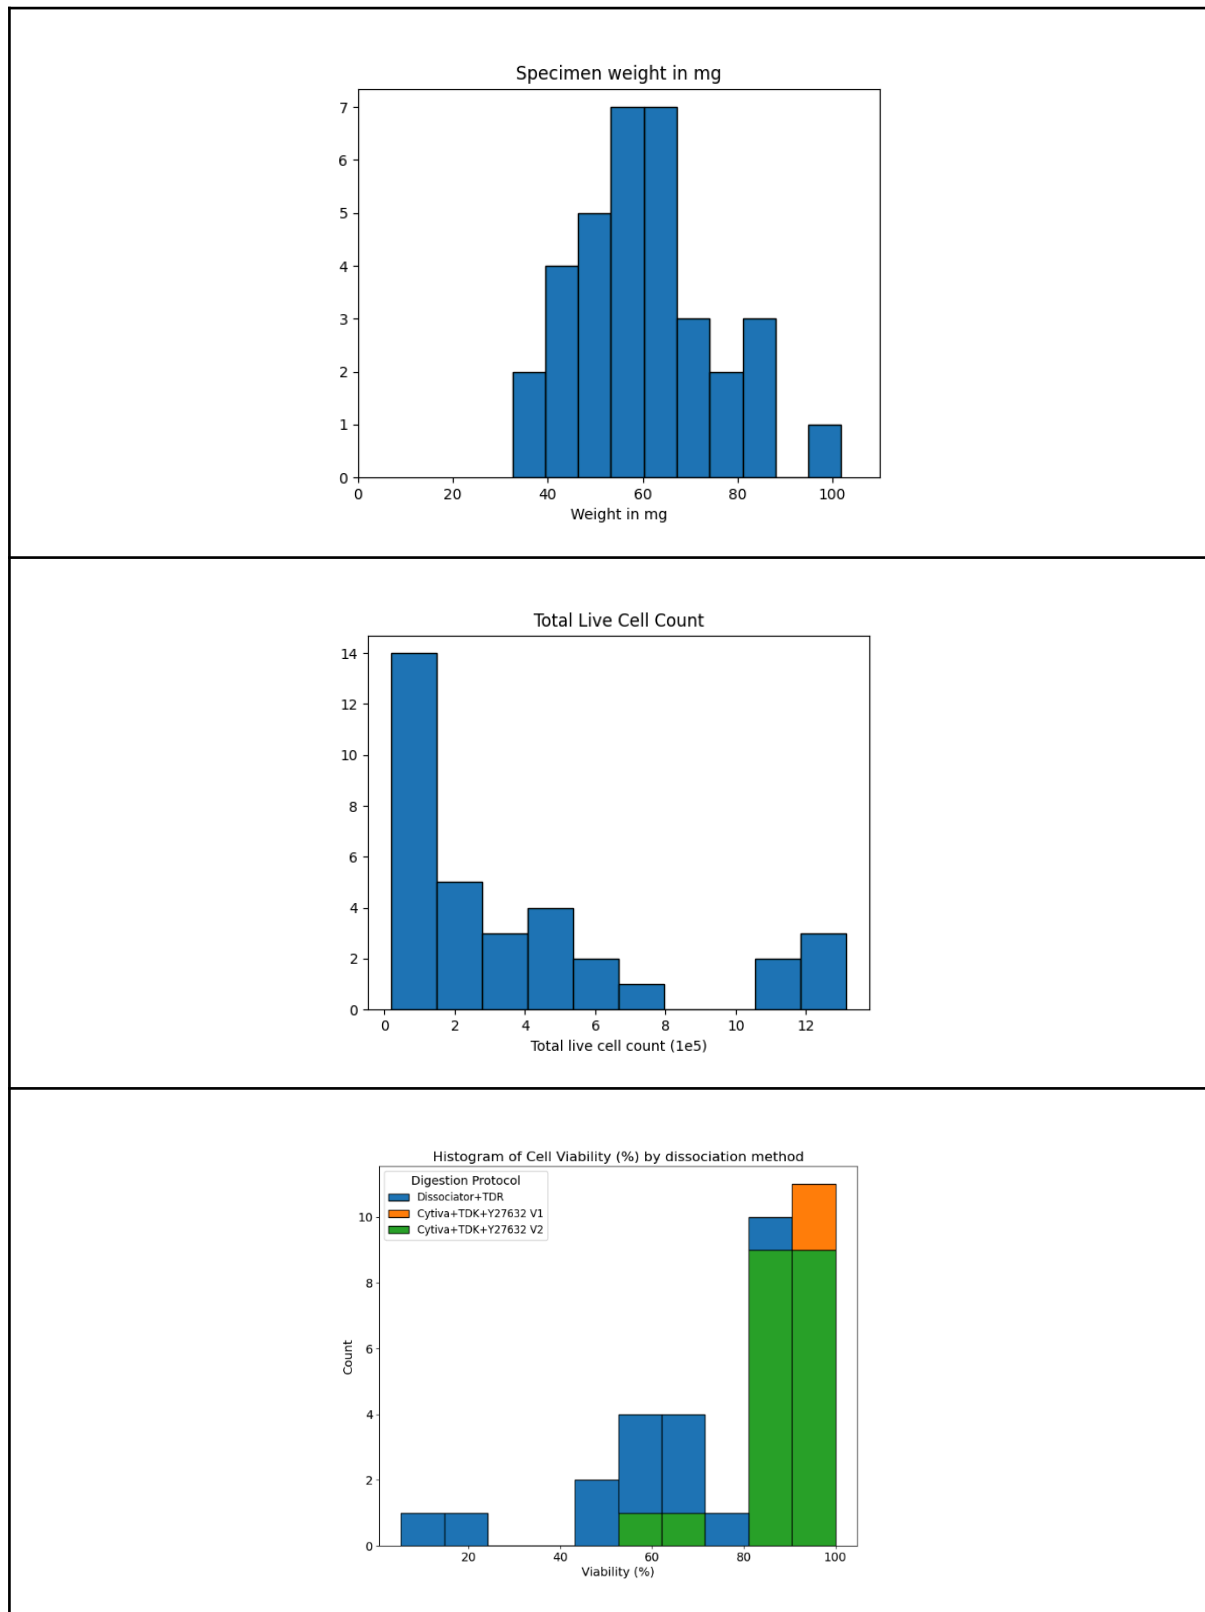 Specimen weight in mg
7
6
5
4
3
2
1
0
0 20 40 60 80 100
Weight in mg
Total Live Cell Count
14
12
10
8
6
4
2
0
0 2 4 6 8 10 12
Total live cell count (1e5)
Histogram of Cell Viability (%) by dissociation method
Digestion Protocol
Dissociator+TDR
Cytiva+TDK+Y27632 V1
Cytiva+TDK+Y27632 V2
10
8
6
4
2
0
Count
20 40 60 80 100
Viability (%)